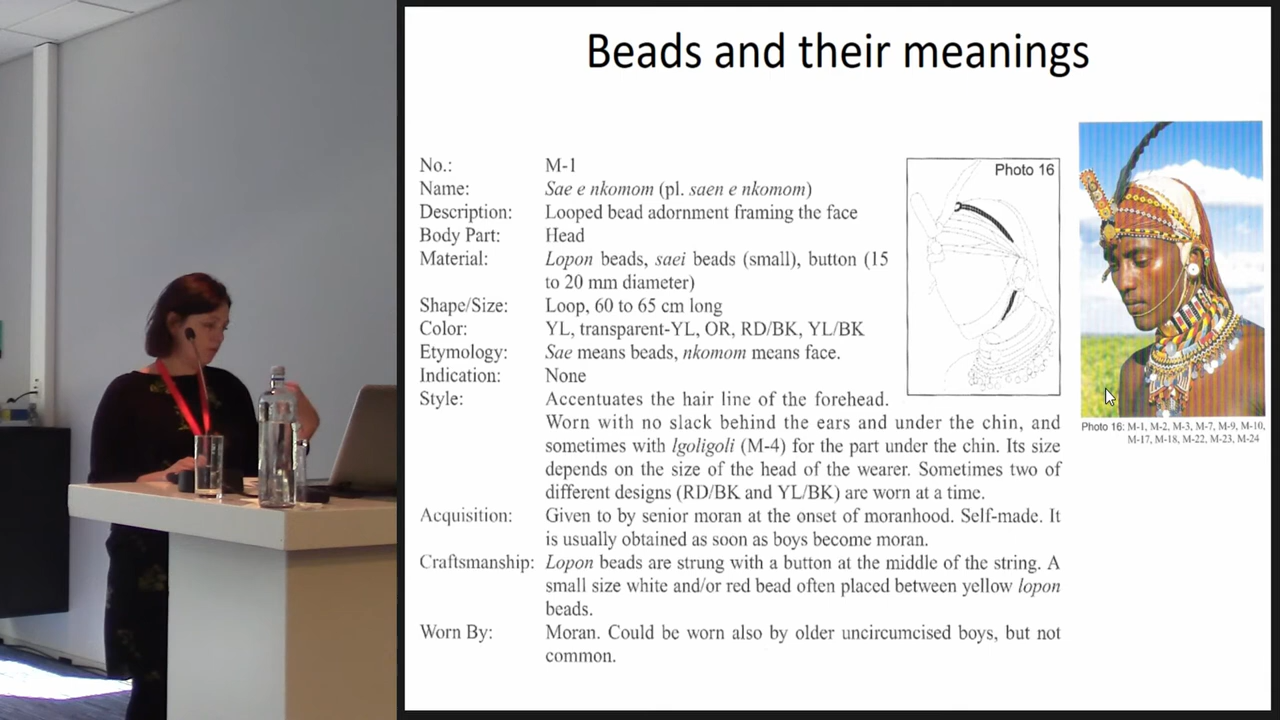 Beads and their meanings
No.: M-1
Name: Sae e nkomom (pl. saen e nkomom)
Description: Looped bead adornment framing the face
Body Part: Head
Material: Lopon beads, saei beads (small), button (15
to 20 mm diameter)
Shape/Size: Loop, 60 to 65 cm long
Color: YL, transparent-YL, OR, RD/BK, YL/BK
Etymology: Sae means beads, nkomom means face.
Indication: None
Style: Accentuates the hair line of the forehead.
Worn with no slack behind the ears and under the chin, and
sometimes with lgoligoli (M-4) for the part under the chin. Its size
depends on the size of the head of the wearer. Sometimes two of
different designs (RD/BK and YL/BK) are worn at a time.
Acquisition: Given to by senior moran at the onset of moranhood. Self-made. It
is usually obtained as soon as boys become moran.
Craftsmanship: Lopon beads are strung with a button at the middle of the string. A
small size white and/or red bead often placed between yellow lopon
beads.
Worn By: Moran. Could be worn also by older uncircumcised boys, but not
common.
Photo 16
Photo 16: M-1, M-2, M-3, M-7, M-9, M-10,
M-17, M-18, M-22, M-23, M-24